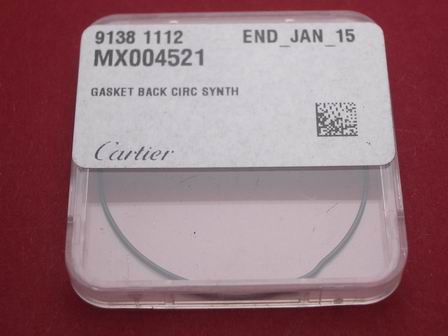 9138 1112 END_JAN_15
MX004521
GASKET BACK CIRC SYNTH
Cartier